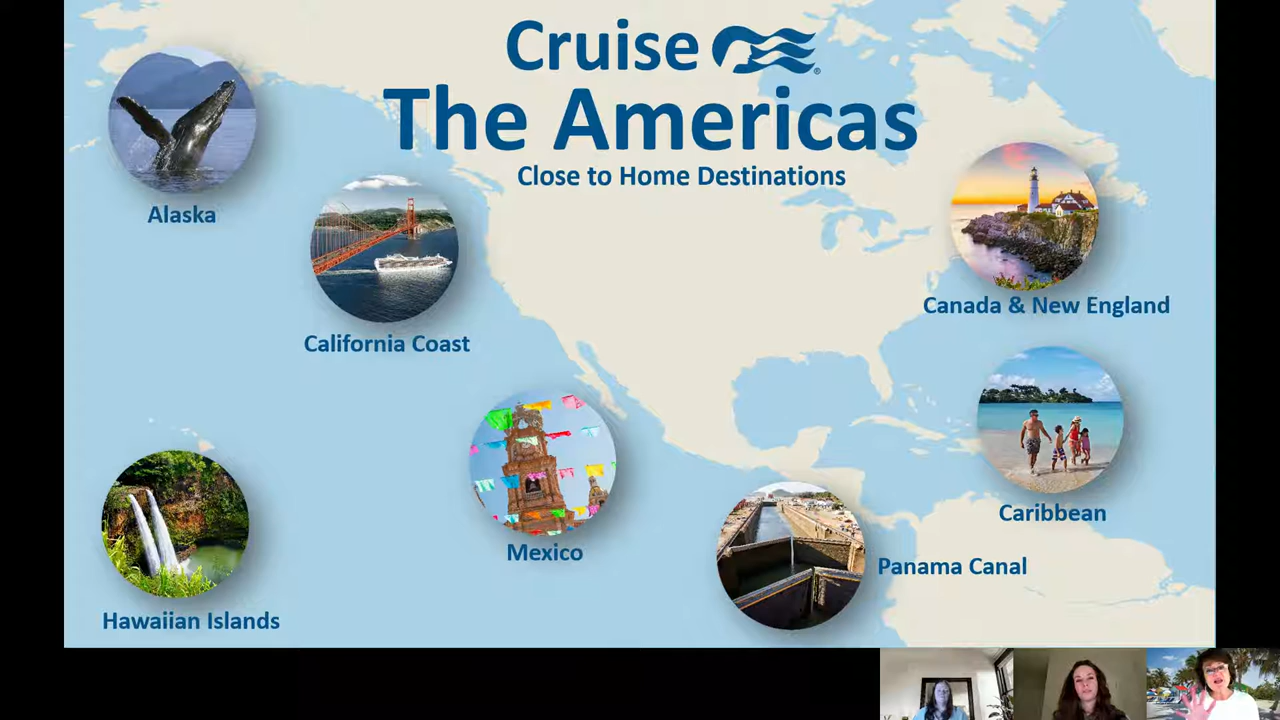 Cruise
The Americas
Close to Home Destinations
Alaska
California Coast
Canada & New England
Mexico
Caribbean
Panama Canal
Hawaiian Islands